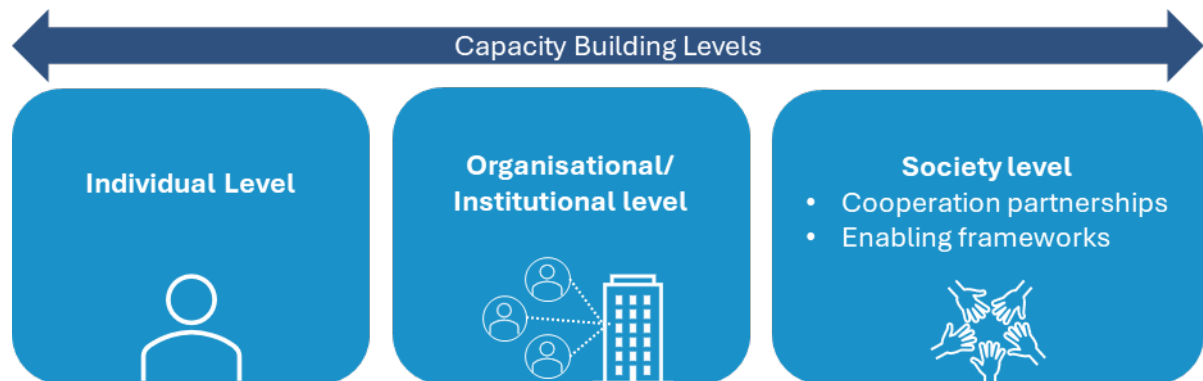 Capacity Building Levels
Individual Level
Organisational/
Institutional level
Society level
• Cooperation partnerships
• Enabling frameworks